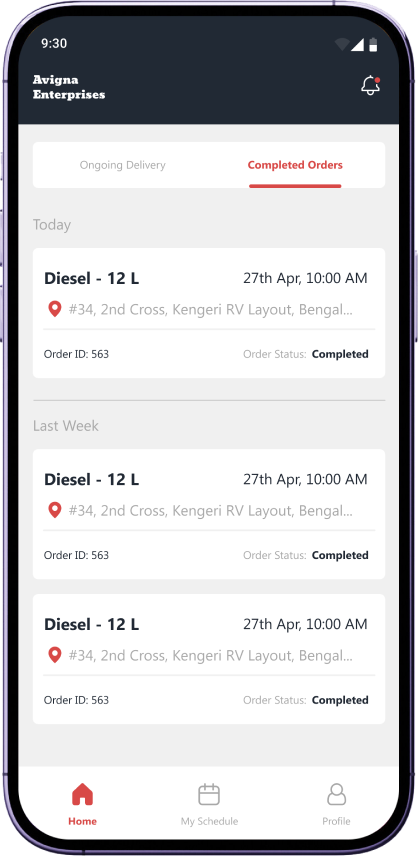 9:30
Avigna
Enterprises
Ongoing Delivery
Completed Orders
Today
Diesel - 12 L
27th Apr, 10:00 AM
#34, 2nd Cross, Kengeri RV Layout, Bengal...
Order ID: 563
Order Status: Completed
Last Week
Diesel - 12 L
27th Apr, 10:00 AM
#34, 2nd Cross, Kengeri RV Layout, Bengal...
Order ID: 563
Order Status: Completed
Diesel - 12 L
27th Apr, 10:00 AM
#34, 2nd Cross, Kengeri RV Layout, Bengal...
Order ID: 563
Order Status: Completed
Home
My Schedule
Profile